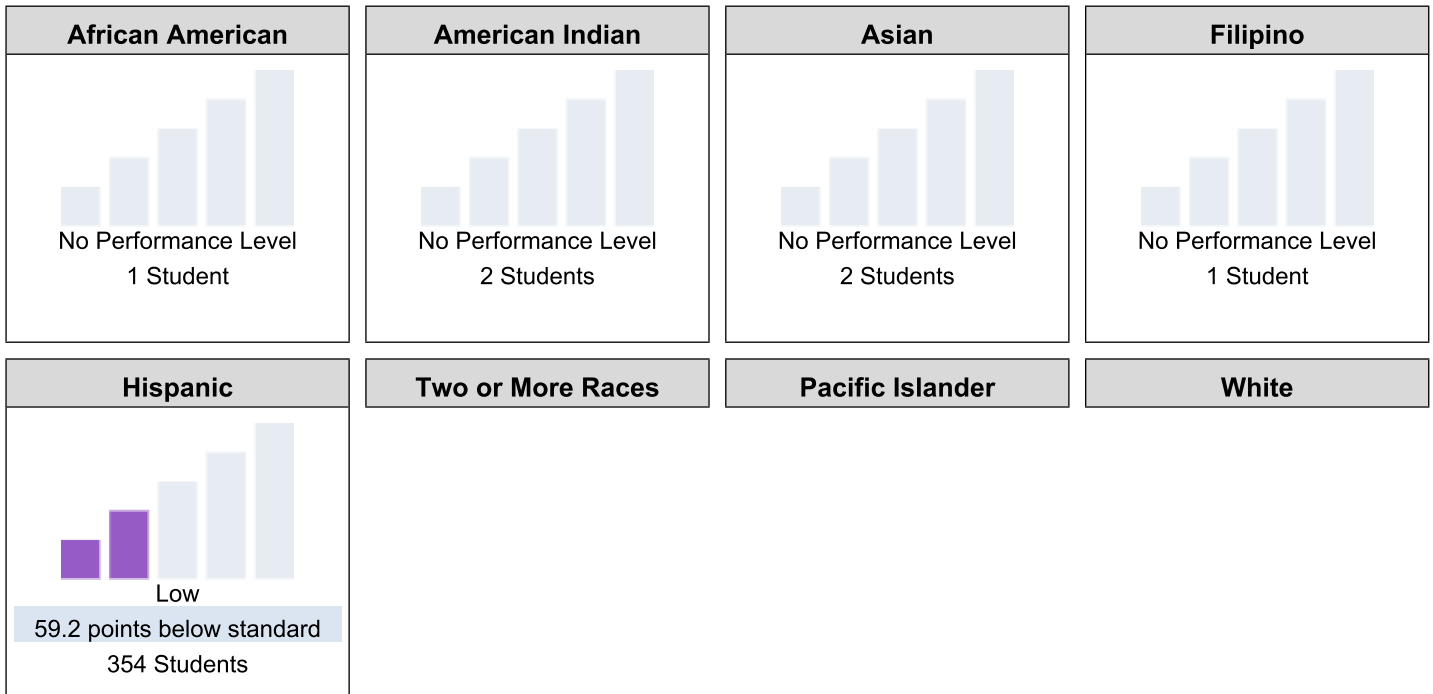 African American
No Performance Level
1 Student
American Indian
No Performance Level
2 Students
Asian
No Performance Level
2 Students
Filipino
No Performance Level
1 Student
Hispanic
Low
59.2 points below standard
354 Students
Two or More Races
Pacific Islander
White